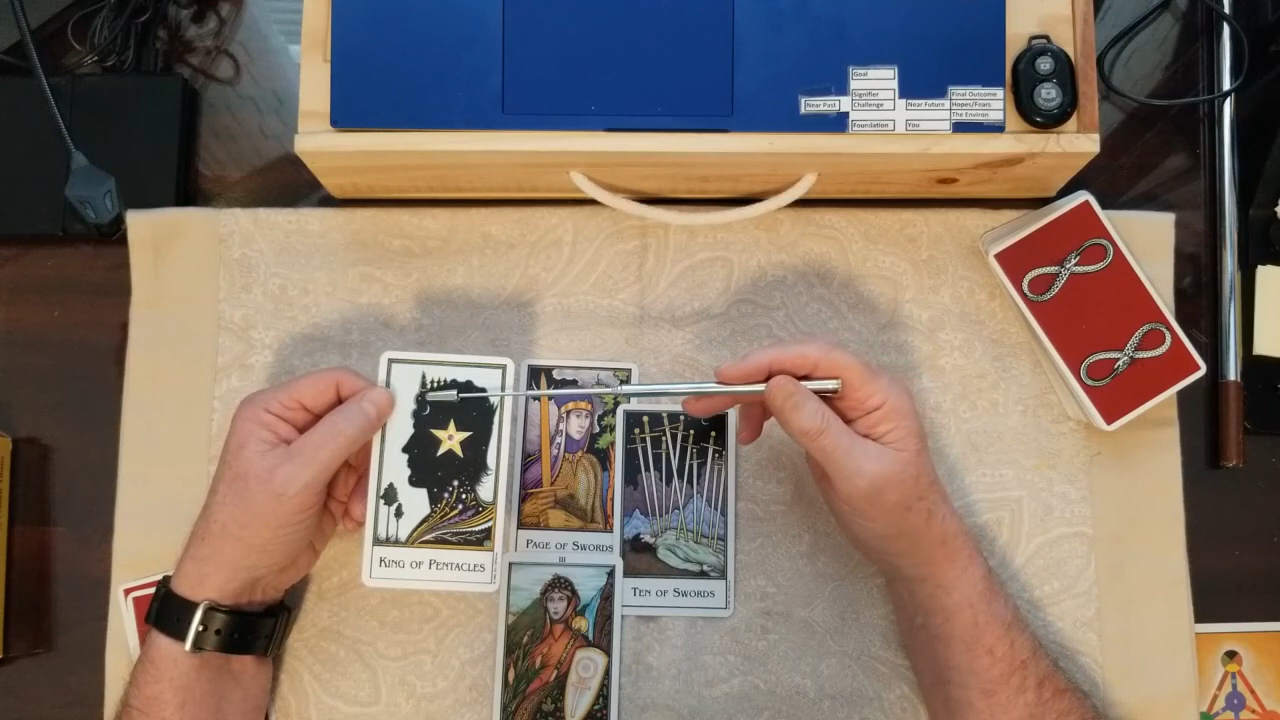 Goal
Signifier
Final Outcome
Near Past
Challenge
Near Future
Hopes/Fears
The Environ
Foundation
You
KING OF PENTACLES
PAGE OF SWORDS
III
TEN OF SWORDS